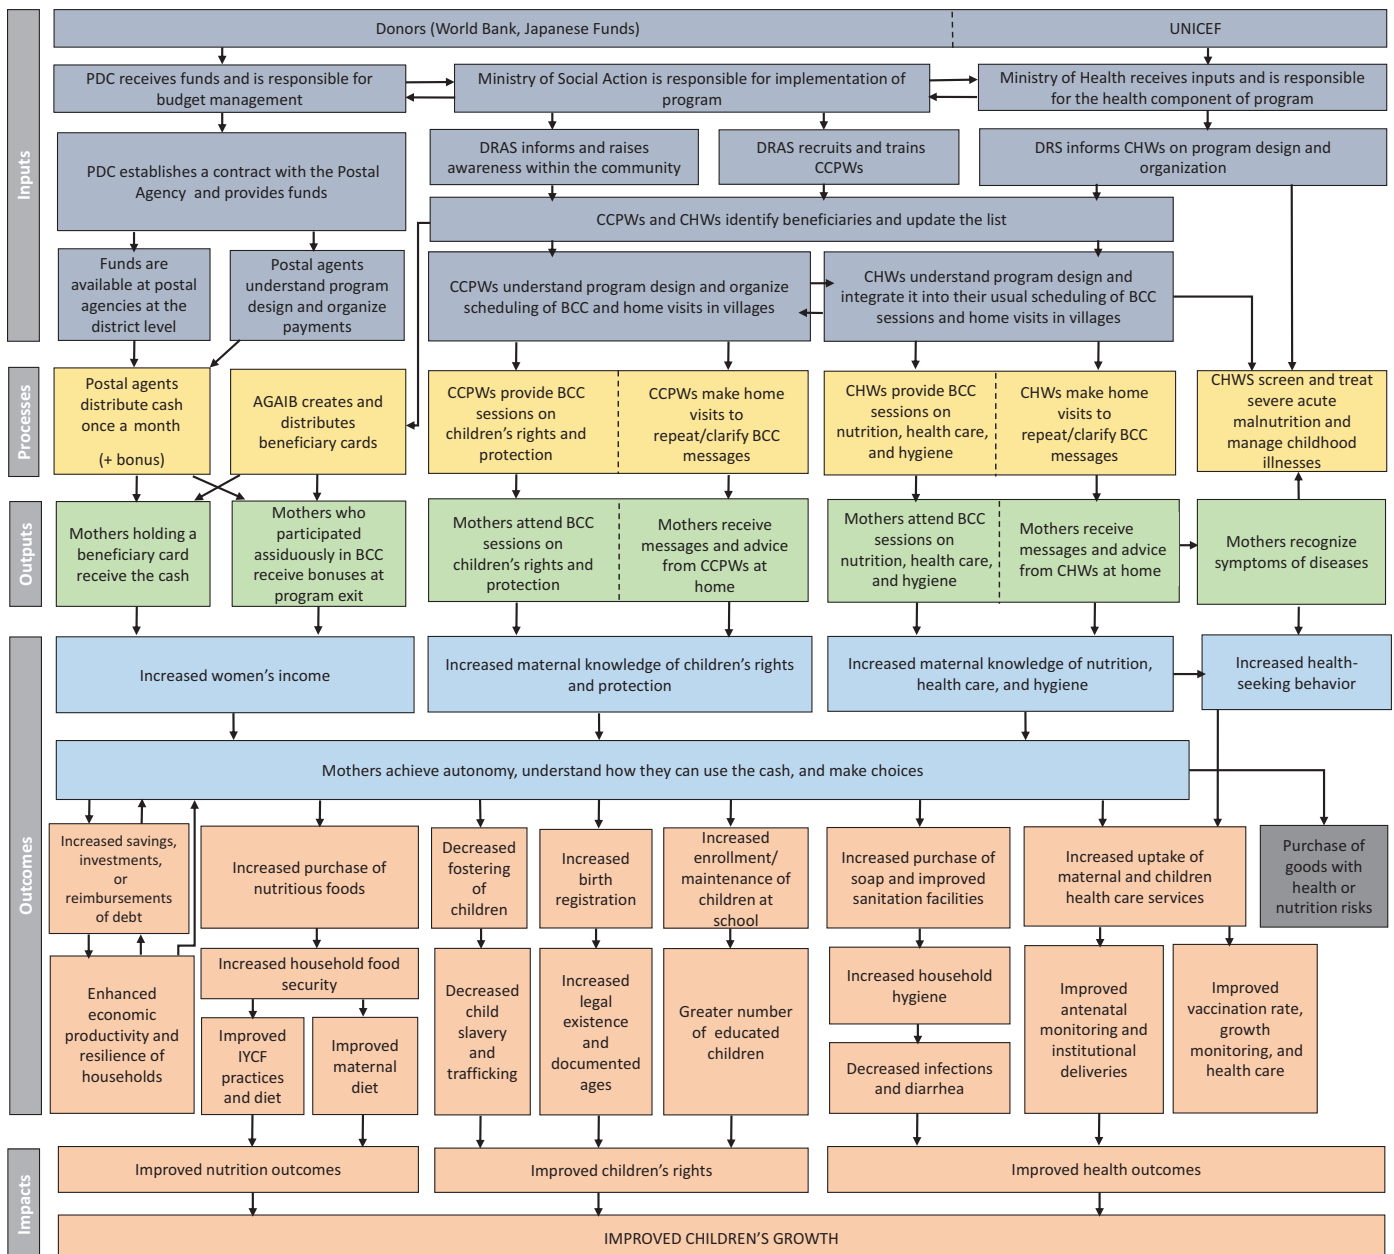 Inputs
Donors (World Bank, Japanese Funds)
UNICEF
PDC receives funds and is responsible for
budget management
Ministry of Social Action is responsible for implementation of
program
Ministry of Health receives inputs and is responsible
for the health component of program
PDC establishes a contract with the Postal
Agency and provides funds
DRAS informs and raises
awareness within the community
DRAS recruits and trains
CCPWs
DRS informs CHWs on program design and
organization
CCPWs and CHWs identify beneficiaries and update the list
Funds are
available at postal
agencies at the
district level
Postal agents
understand program
design and organize
payments
CCPWs understand program design and organize
scheduling of BCC and home visits in villages
CHWs understand program design and
integrate it into their usual scheduling of BCC
sessions and home visits in villages
Processes
Postal agents
distribute cash
once a month
(+ bonus)
AGAIB creates and
distributes
beneficiary cards
CCPWs provide BCC
sessions on
children's rights and
protection
CCPWs make home
visits to
repeat/clarify BCC
messages
CHWs provide BCC
sessions on
nutrition, health care,
and hygiene
CHWs make home
visits to
repeat/clarify BCC
messages
CHWS screen and treat
severe acute
malnutrition and
manage childhood
illnesses
Outputs
Mothers holding a
beneficiary card
receive the cash
Mothers who
participated
assiduously in BCC
receive bonuses at
program exit
Mothers attend BCC
sessions on
children's rights and
protection
Mothers receive
messages and advice
from CCPWs at
home
Mothers attend BCC
sessions on
nutrition, health care,
and hygiene
Mothers receive
messages and advice
from CHWs at home
Mothers recognize
symptoms of diseases
Outcomes
Increased women's income
Increased maternal knowledge of children's rights
and protection
Increased maternal knowledge of nutrition,
health care, and hygiene
Increased health-
seeking behavior
Mothers achieve autonomy, understand how they can use the cash, and make choices
Increased savings,
investments,
or
reimbursements
of debt
Increased purchase of
nutritious foods
Decreased
fostering
of
children
Increased
birth
registration
Increased
enrollment/
maintenance of
children at
school
Increased purchase of
soap and improved
sanitation facilities
Increased uptake of
maternal and children
health care services
Purchase of
goods with
health or
nutrition risks
Enhanced
economic
productivity and
resilience of
households
Increased household food
security
Improved
IYCF
practices
and diet
Improved
maternal
diet
Decreased
child
slavery
and
trafficking
Increased
legal
existence
and
documented
ages
Greater number
of educated
children
Increased household
hygiene
Decreased infections
and diarrhea
Improved
antenatal
monitoring and
institutional
deliveries
Improved
vaccination rate,
growth
monitoring, and
health care
Impacts
Improved nutrition outcomes
Improved children's rights
Improved health outcomes
IMPROVED CHILDREN'S GROWTH